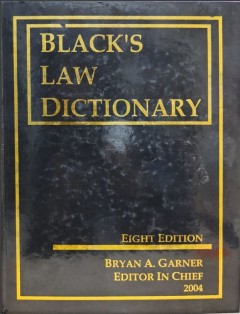 BLACK'S
LAW
DICTIONARY
EIGHT EDITION
BRYAN A. GARNER
EDITOR IN CHIEF
2004